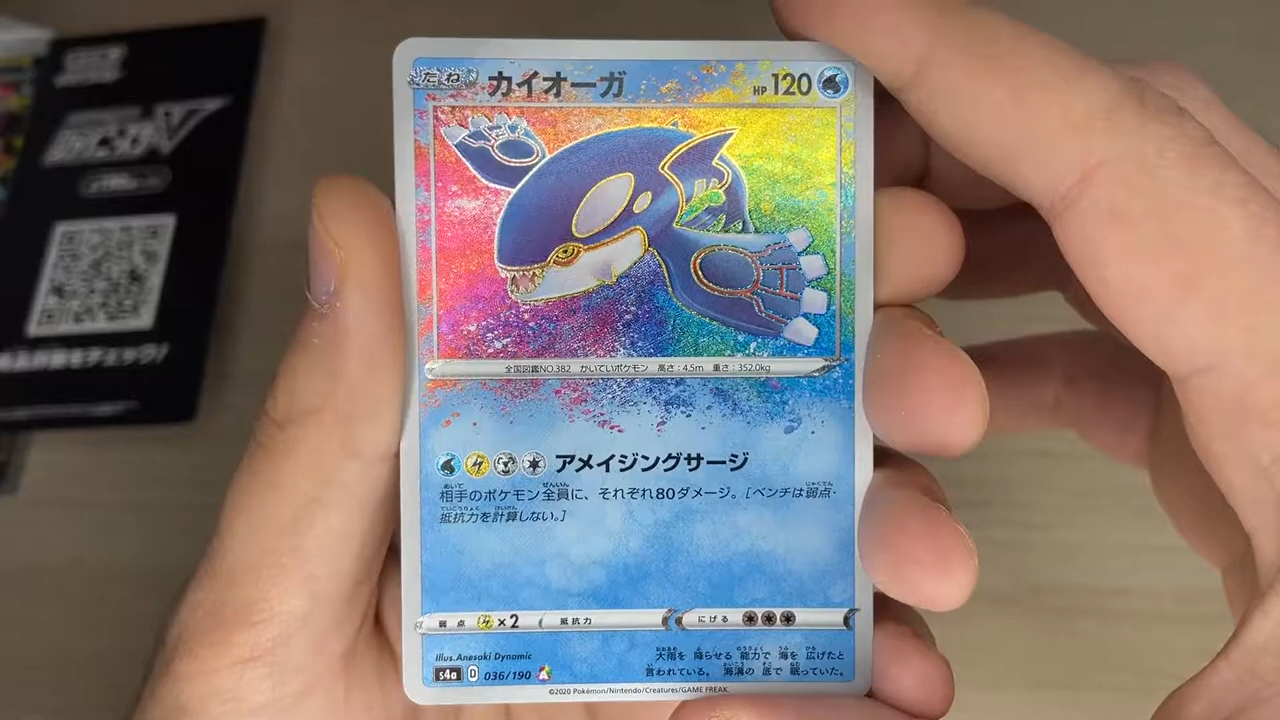 たね カイオーガ HP 120
全国図鑑NO.382 かいていポケモン 高さ:4.5m 重さ:352.0kg
アメイジングサージ
相手のポケモン全員に、それぞれ80ダメージ。[ベンチは弱点・
抵抗力を計算しない。]
弱点 ×2 抵抗力 にげる
Illus.Anesaki Dynamic
大雨を降らせる能力で海を広げたと
言われている。海溝の底で眠っていた。
s4a D 036/190 A
©2020 Pokémon/Nintendo/Creatures/GAME FREAK.
をチェック!